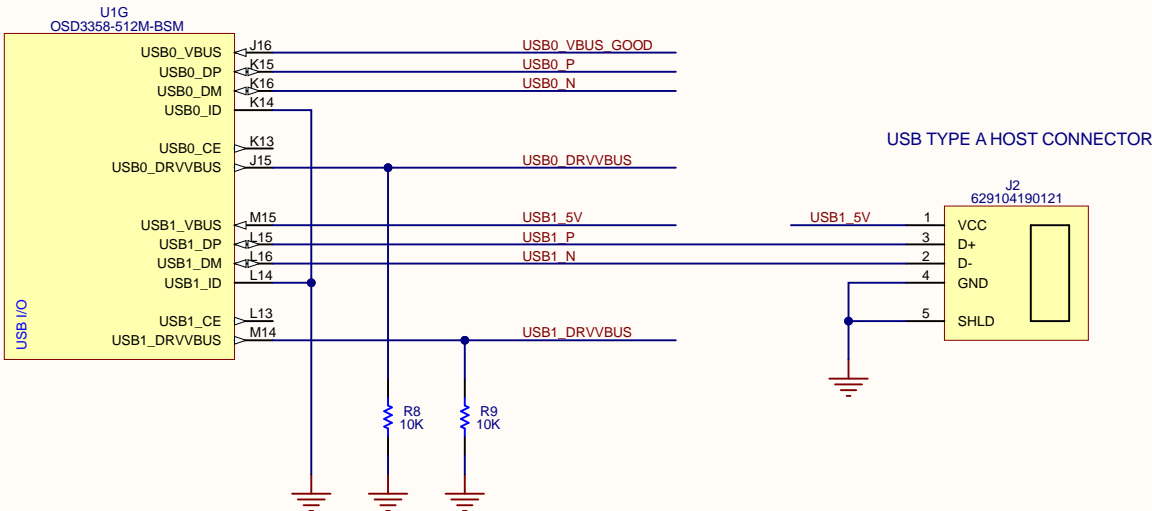 U1G
OSD3358-512M-BSM
USB0_VBUS J16 USB0_VBUS_GOOD
USB0_DP K15 USB0_P
USB0_DM K16 USB0_N
USB0_ID K14
USB TYPE A HOST CONNECTOR
USB0_CE K13
USB0_DRVVBUS J15 USB0_DRVVBUS
J2
629104190121
USB1_VBUS M15 USB1_5V USB1_5V 1 VCC
USB1_DP L15 USB1_P 3 D+
USB1_DM L16 USB1_N 2 D-
USB1_ID L14 4 GND
USB1_CE L13 5 SHLD
USB1_DRVVBUS M14 USB1_DRVVBUS
USB I/O
R8 R9
10K 10K